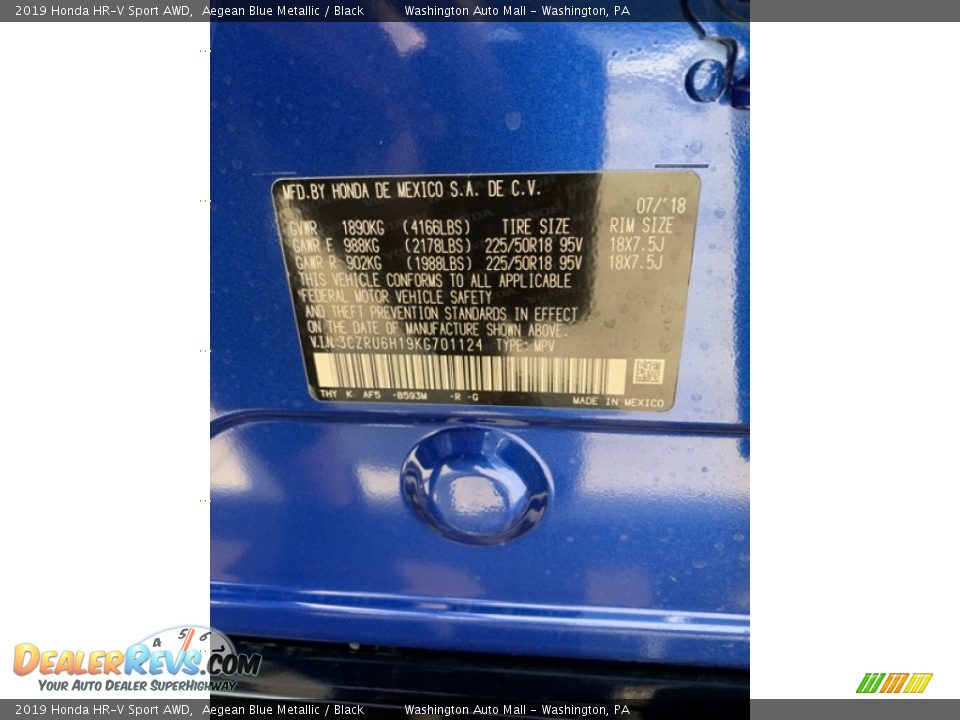 2019 Honda HR-V Sport AWD, Aegean Blue Metallic / Black Washington Auto Mall - Washington, PA
MFD.BY HONDA DE MEXICO S.A. DE C.V.
07/'18
GVWR 1890KG (4166LBS) TIRE SIZE RIM SIZE
GAWR F 988KG (2178LBS) 225/50R18 95V 18X7.5J
GAWR R 902KG (1988LBS) 225/50R18 95V 18X7.5J
THIS VEHICLE CONFORMS TO ALL APPLICABLE
FEDERAL MOTOR VEHICLE SAFETY
AND THEFT PREVENTION STANDARDS IN EFFECT
ON THE DATE OF MANUFACTURE SHOWN ABOVE.
V.I.N:3CZRU6H19KG701124 TYPE: MPV
THY K AF5 -B593M -R -G MADE IN MEXICO
4 5 6
DEALERREVS.COM
YOUR AUTO DEALER SUPERHIGHWAY
2019 Honda HR-V Sport AWD, Aegean Blue Metallic / Black Washington Auto Mall - Washington, PA